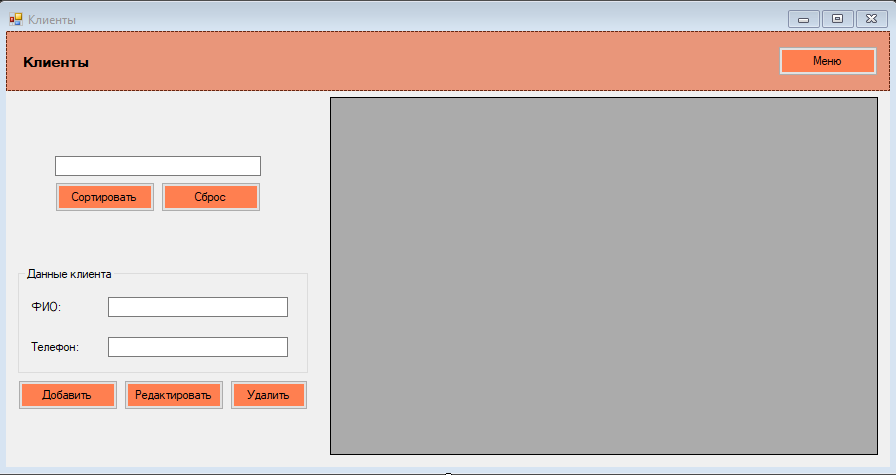 Клиенты
Клиенты
Меню
Сортировать
Сброс
Данные клиента
ФИО:
Телефон:
Добавить
Редактировать
Удалить